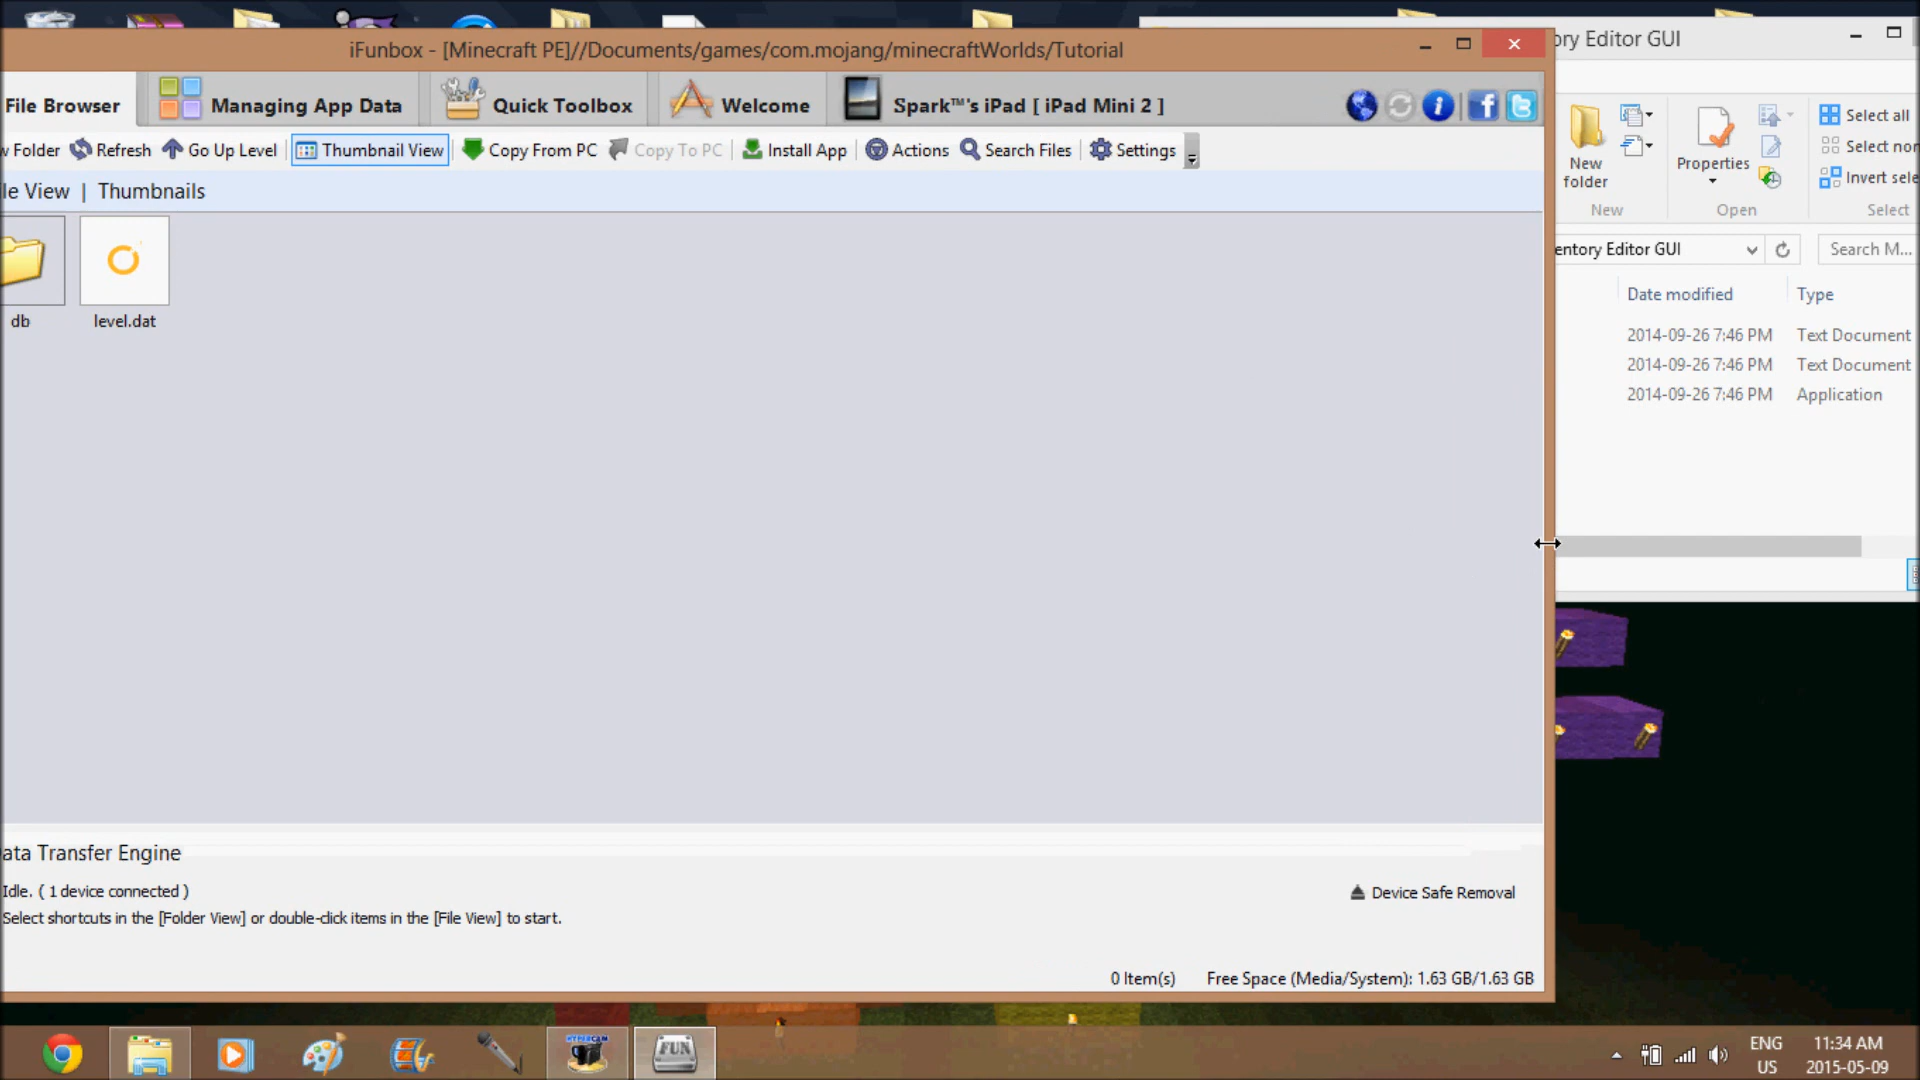 iFunbox - [Minecraft PE]//Documents/games/com.mojang/minecraftWorlds/Tutorial
ory Editor GUI
File Browser
Managing App Data
Quick Toolbox
Welcome
Spark™'s iPad [ iPad Mini 2 ]
w Folder
Refresh
Go Up Level
Thumbnail View
Copy From PC
Copy To PC
Install App
Actions
Search Files
Settings
le View | Thumbnails
db
level.dat
New folder
Properties
Select all
Select nor
Invert sele
New
Open
Select
entory Editor GUI
Search M...
Date modified
Type
2014-09-26 7:46 PM Text Document
2014-09-26 7:46 PM Text Document
2014-09-26 7:46 PM Application
ata Transfer Engine
Idle. ( 1 device connected )
Select shortcuts in the [Folder View] or double-click items in the [File View] to start.
Device Safe Removal
0 Item(s)
Free Space (Media/System): 1.63 GB/1.63 GB
HYPERCAM
FUN
ENG
US
11:34 AM
2015-05-09